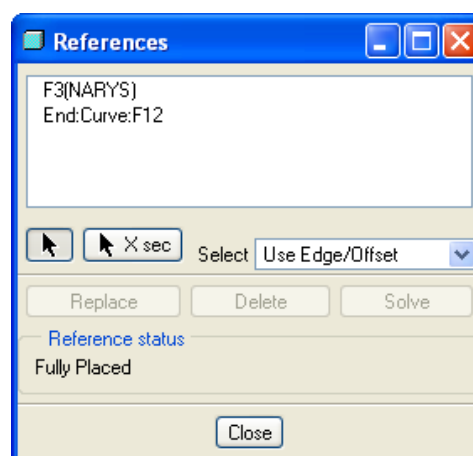 References
F3(NARYS)
End:Curve:F12
X sec
Select Use Edge/Offset
Replace Delete Solve
Reference status
Fully Placed
Close